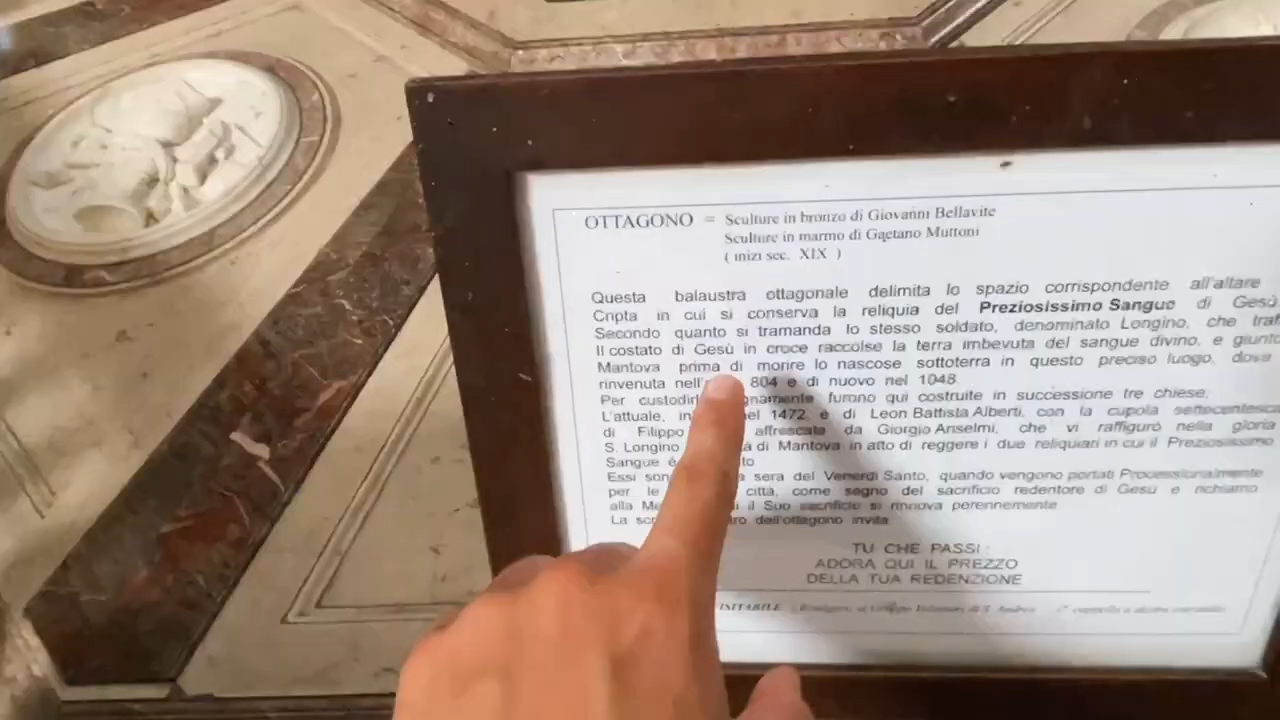 OTTAGONO = Sculture in bronzo di Giovanni Bellavite
Sculture in marmo di Gaetano Muttoni
( inizi sec. XIX )
Questa balaustra ottagonale delimita lo spazio corrispondente all'altare
Cripta in cui si conserva la reliquia del Preziosissimo Sangue di Gesù
Secondo quanto si tramanda lo stesso soldato, denominato Longino, che
Il costato di Gesù in croce raccolse la terra imbevuta del sangue divino, e giunto
Mantova prima di morire lo nascose sottoterra in questo preciso luogo, dove
rinvenuta 804 e di nuovo nel 1048.
Per furono qui costruite in successione tre chiese.
L'attuale, nel 1472, è di Leon Battista Alberti, con la cupola settecentesca
di Filippo affrescata da Giorgio Anselmi, che vi raffigurò nella gloria
S. Longino di Mantova in atto di reggere i due reliquiari in cui il Preziosissimo
Sangue è
Essi sera del Venerdì Santo, quando vengono portati Processionalmente
per le città, come segno del sacrificio redentore di Gesù e richiamo
alla il Suo sacrificio si rinnova perennemente
La dell'ottagono invita
TU CHE PASSI
ADORA QUI IL PREZZO
DELLA TUA REDENZIONE